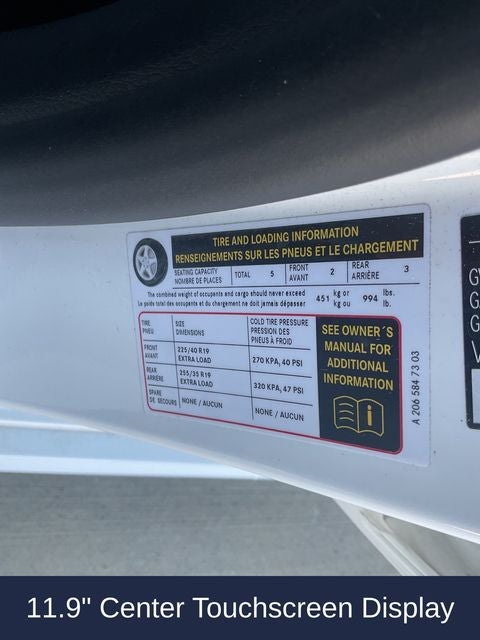 TIRE AND LOADING INFORMATION
RENSEIGNEMENTS SUR LES PNEUS ET LE CHARGEMENT
SEATING CAPACITY
NOMBRE DE PLACES
TOTAL 5
FRONT
AVANT 2
REAR
ARRIÈRE 3
The combined weight of occupants and cargo should never exceed
Le poids total des occupants et du chargement ne doit jamais dépasser
451 kg or
kg ou
994 lbs.
lb.
TIRE
PNEU
SIZE
DIMENSIONS
COLD TIRE PRESSURE
PRESSION DES
PNEUS À FROID
FRONT
AVANT
225/40 R19
EXTRA LOAD
270 KPA, 40 PSI
REAR
ARRIÈRE
255/35 R19
EXTRA LOAD
320 KPA, 47 PSI
SPARE
DE SECOURS
NONE / AUCUN
NONE / AUCUN
SEE OWNER´S
MANUAL FOR
ADDITIONAL
INFORMATION
i
A 206 584 73 03
11.9" Center Touchscreen Display